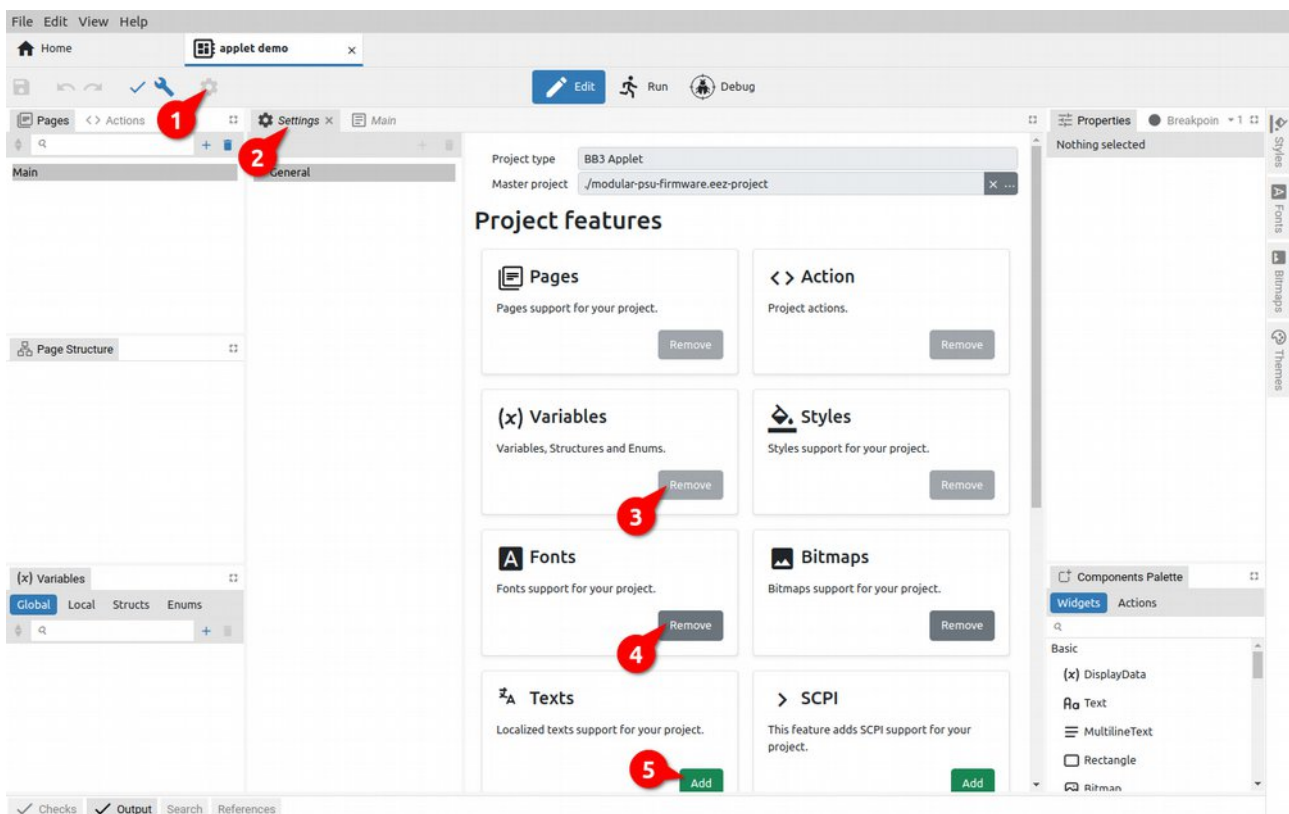 File Edit View Help
Home applet demo ×
Edit Run Debug
Pages <> Actions
Settings × Main
Properties Breakpoin 1
1
2
Main
General
Nothing selected
Project type BB3 Applet
Master project ./modular-psu-firmware.eez-project × ...
Project features
Pages
Pages support for your project.
Remove
<> Action
Project actions.
Remove
(x) Variables
Variables, Structures and Enums.
Remove
3
Styles
Styles support for your project.
Remove
A Fonts
Fonts support for your project.
Remove
4
Bitmaps
Bitmaps support for your project.
Remove
Texts
Localized texts support for your project.
5
Add
> SCPI
This feature adds SCPI support for your
project.
Add
Page Structure
(x) Variables
Global Local Structs Enums
Components Palette
Widgets Actions
Basic
(x) DisplayData
Aa Text
MultilineText
Rectangle
Bitmap
Styles
Fonts
Bitmaps
Themes
Checks Output Search References